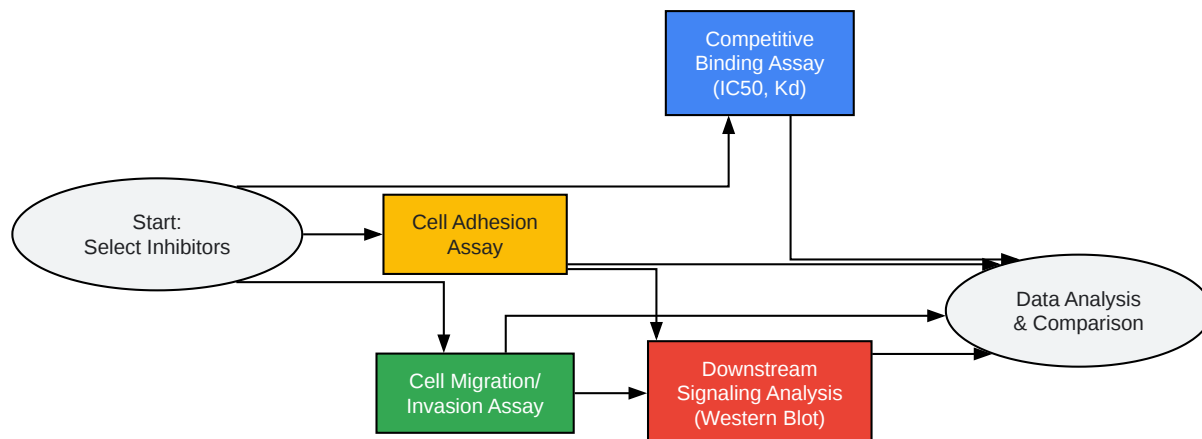 Competitive
Binding Assay
(IC50, Kd)
Start:
Select Inhibitors
Cell Adhesion
Assay
Data Analysis
& Comparison
Cell Migration/
Invasion Assay
Downstream
Signaling Analysis
(Western Blot)